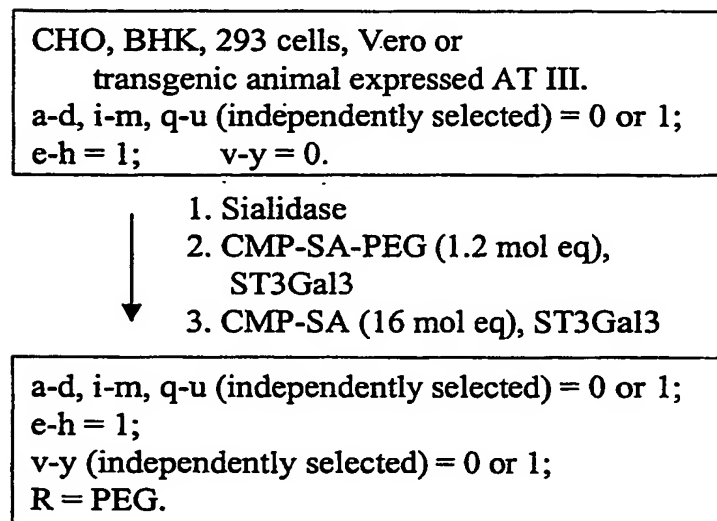 CHO, BHK, 293 cells, Vero or
transgenic animal expressed AT III.
a-d, i-m, q-u (independently selected) = 0 or 1;
e-h = 1; v-y = 0.
1. Sialidase
2. CMP-SA-PEG (1.2 mol eq),
ST3Gal3
3. CMP-SA (16 mol eq), ST3Gal3
a-d, i-m, q-u (independently selected) = 0 or 1;
e-h = 1;
v-y (independently selected) = 0 or 1;
R = PEG.